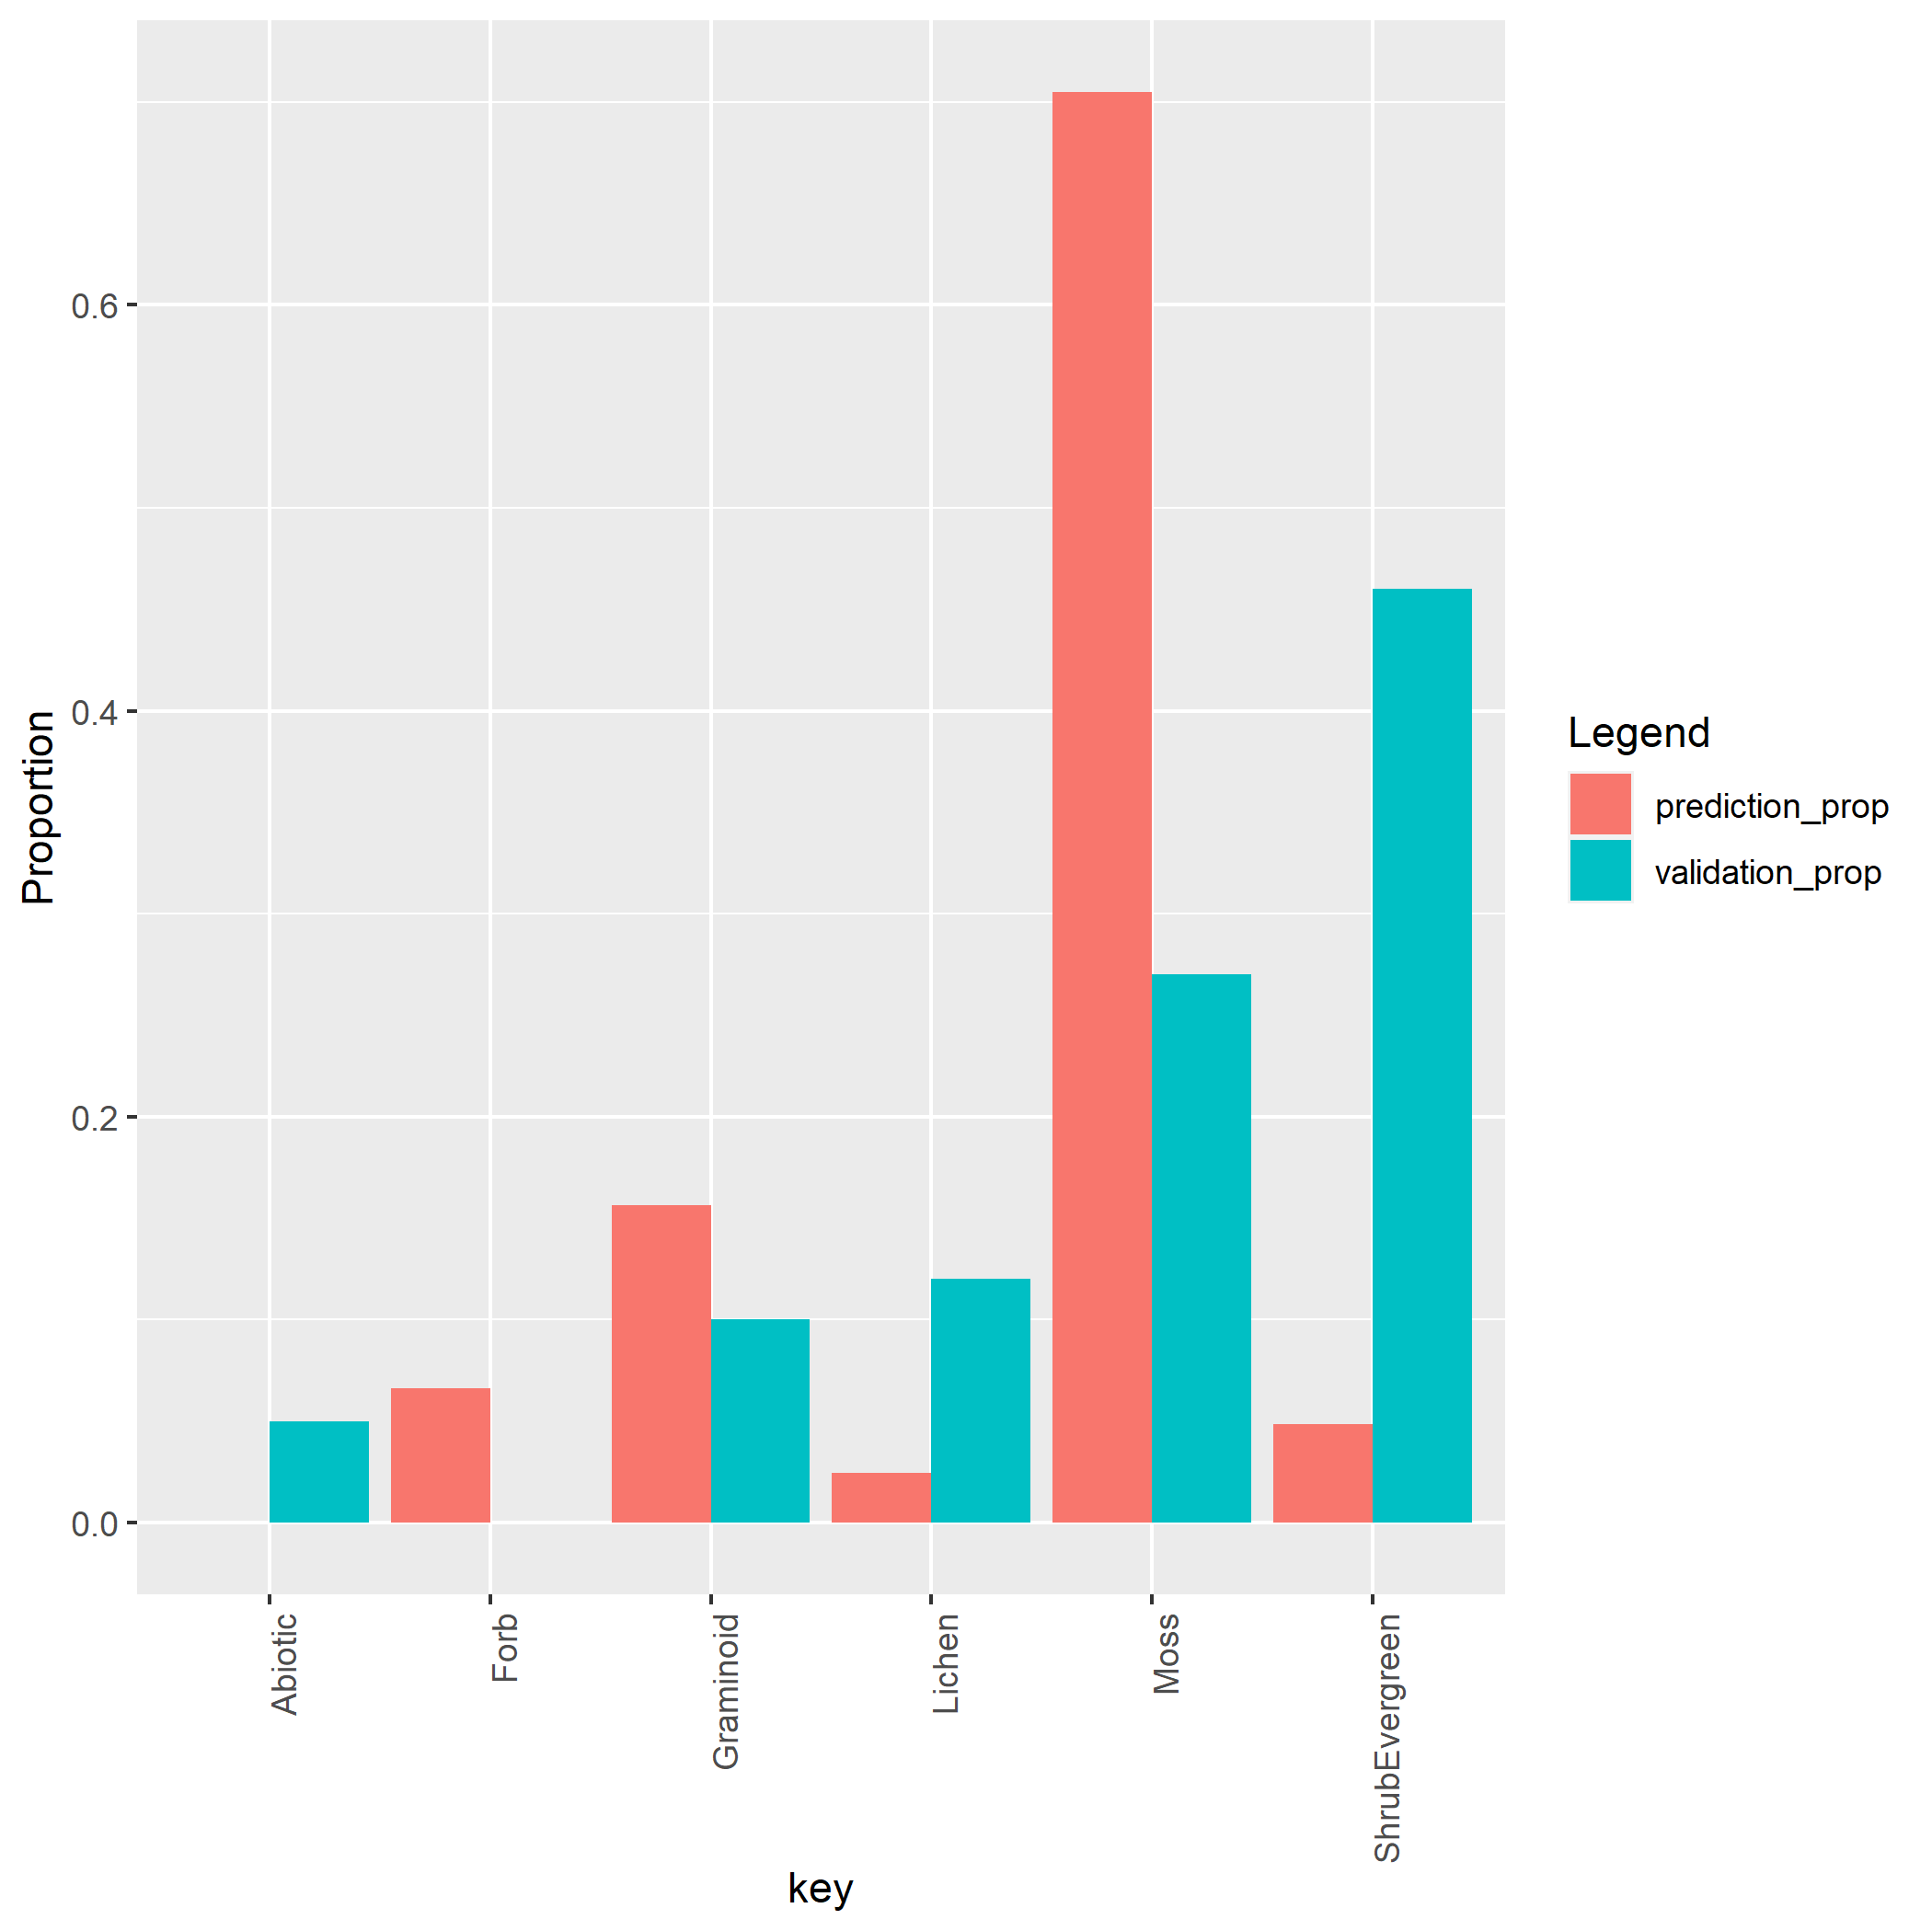 Proportion
0.6
0.4
0.2
0.0
Abiotic
Forb
Graminoid
Lichen
Moss
ShrubEvergreen
key
Legend
prediction_prop
validation_prop